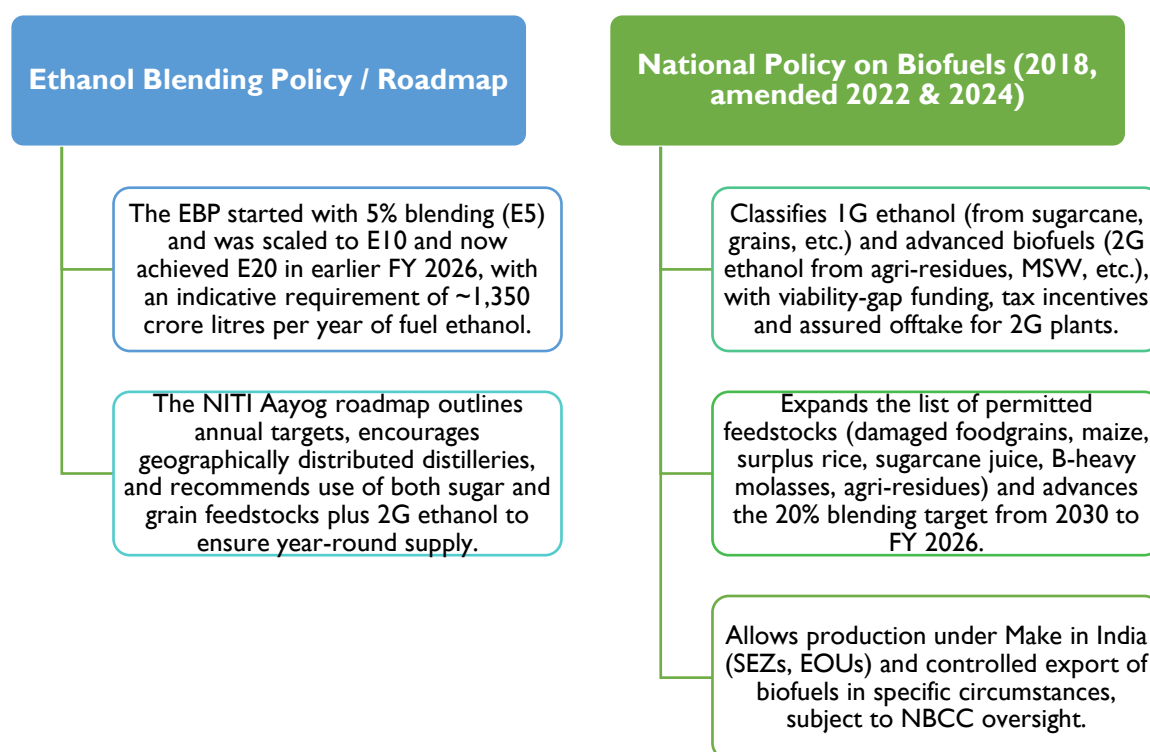 Ethanol Blending Policy / Roadmap
The EBP started with 5% blending (E5)
and was scaled to E10 and now
achieved E20 in earlier FY 2026, with
an indicative requirement of ~1,350
crore litres per year of fuel ethanol.
The NITI Aayog roadmap outlines
annual targets, encourages
geographically distributed distilleries,
and recommends use of both sugar and
grain feedstocks plus 2G ethanol to
ensure year-round supply.
National Policy on Biofuels (2018,
amended 2022 & 2024)
Classifies 1G ethanol (from sugarcane,
grains, etc.) and advanced biofuels (2G
ethanol from agri-residues, MSW, etc.),
with viability-gap funding, tax incentives
and assured offtake for 2G plants.
Expands the list of permitted
feedstocks (damaged foodgrains, maize,
surplus rice, sugarcane juice, B-heavy
molasses, agri-residues) and advances
the 20% blending target from 2030 to
FY 2026.
Allows production under Make in India
(SEZs, EOUs) and controlled export of
biofuels in specific circumstances,
subject to NBCC oversight.